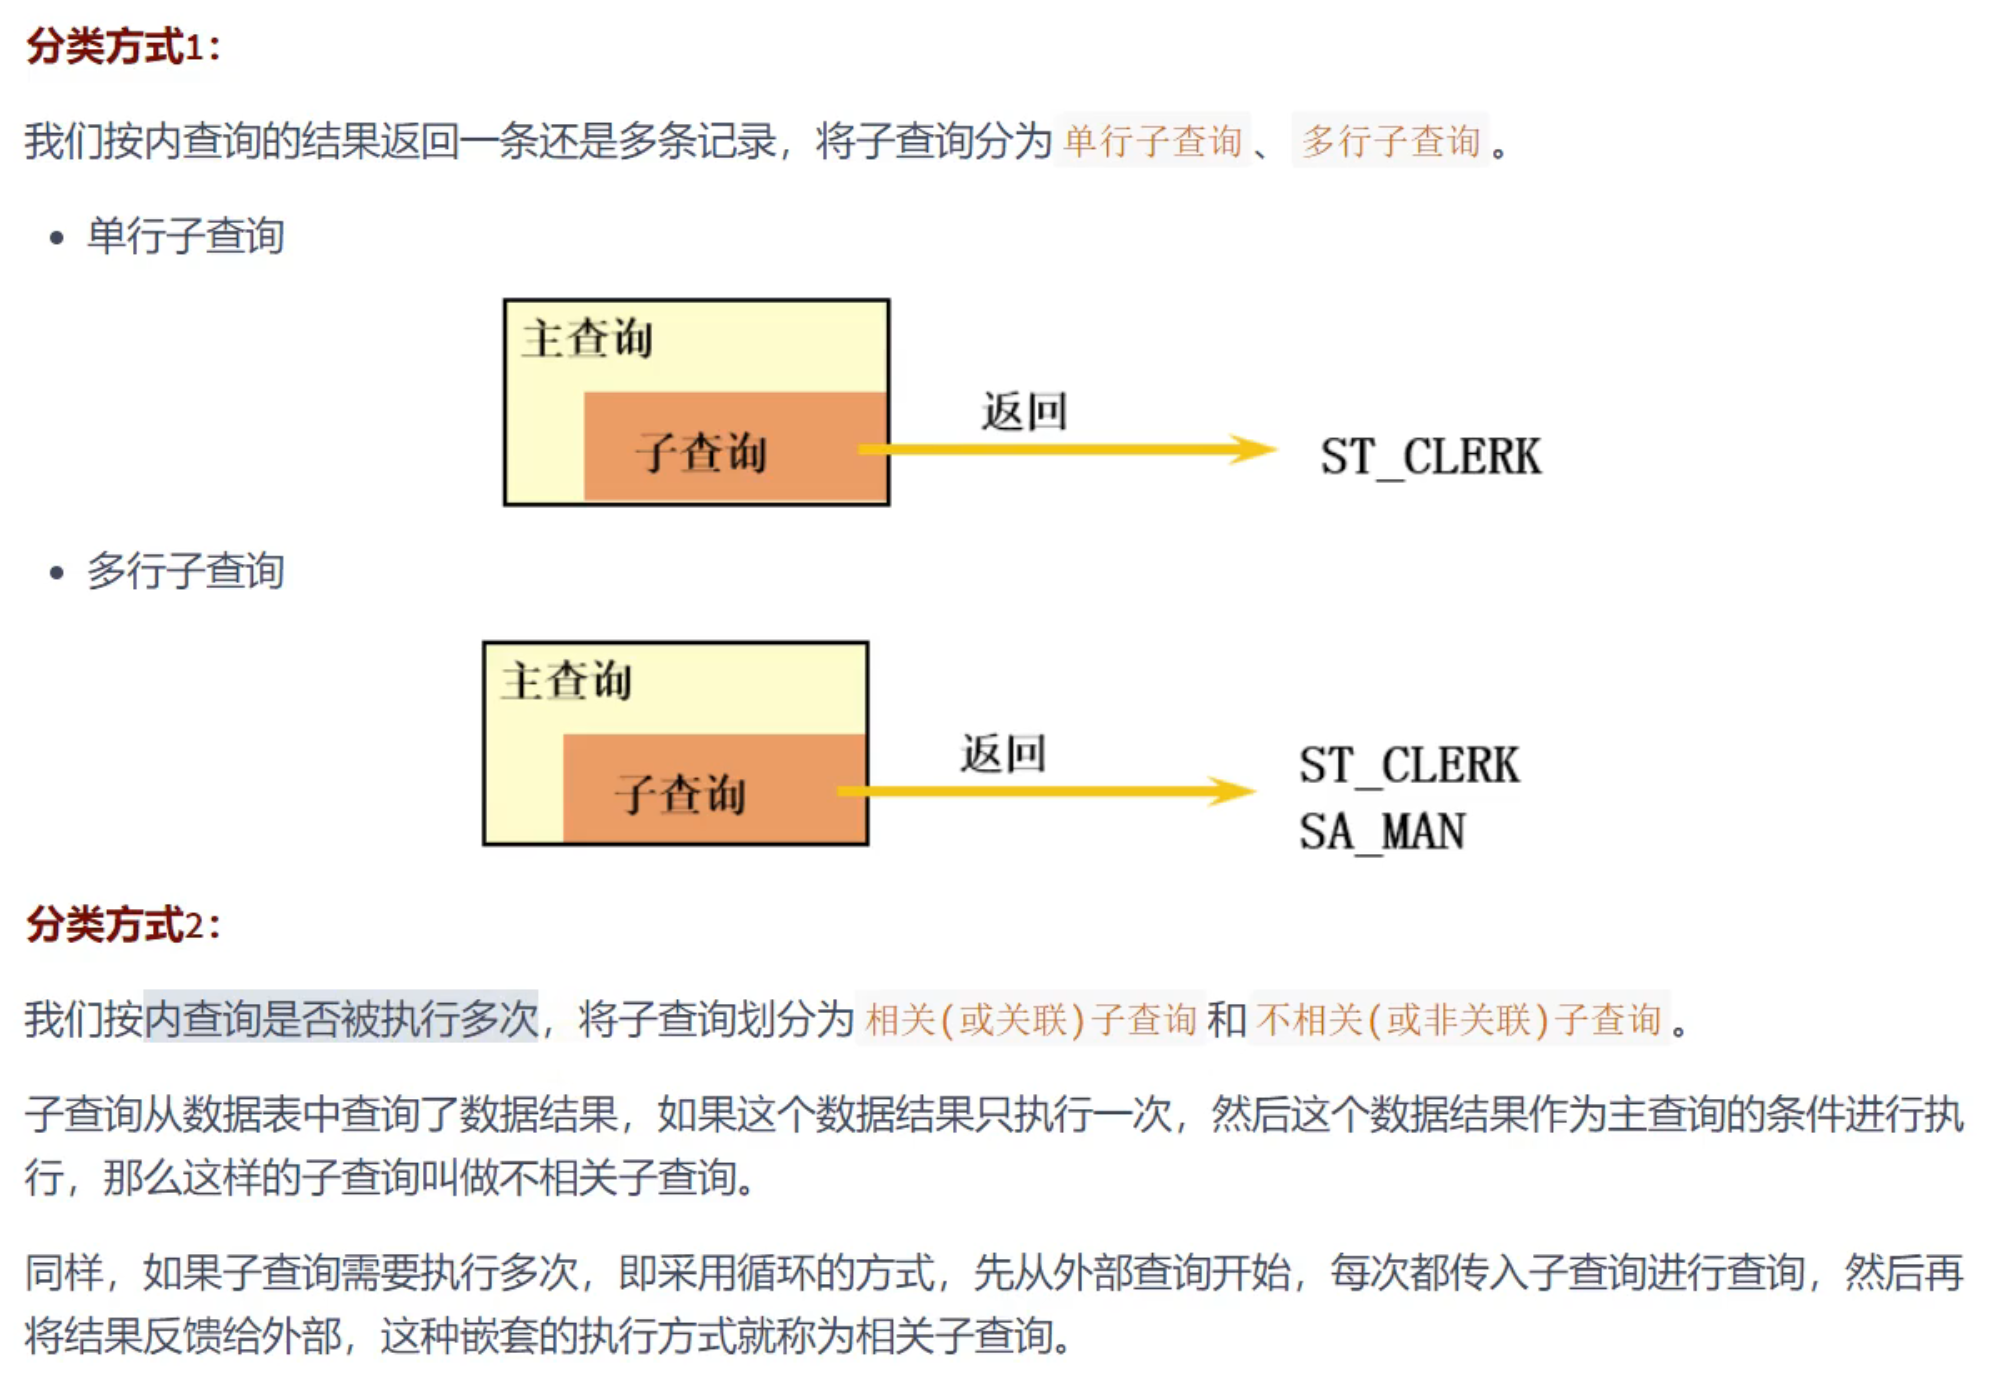 分类方式1：
我们按内查询的结果返回一条还是多条记录，将子查询分为 单行子查询 、 多行子查询 。
• 单行子查询
主查询
子查询
返回
ST_CLERK
• 多行子查询
主查询
子查询
返回
ST_CLERK
SA_MAN
分类方式2：
我们按内查询是否被执行多次，将子查询划分为 相关(或关联)子查询 和 不相关(或非关联)子查询 。
子查询从数据表中查询了数据结果，如果这个数据结果只执行一次，然后这个数据结果作为主查询的条件进行执
行，那么这样的子查询叫做不相关子查询。
同样，如果子查询需要执行多次，即采用循环的方式，先从外部查询开始，每次都传入子查询进行查询，然后再
将结果反馈给外部，这种嵌套的执行方式就称为相关子查询。